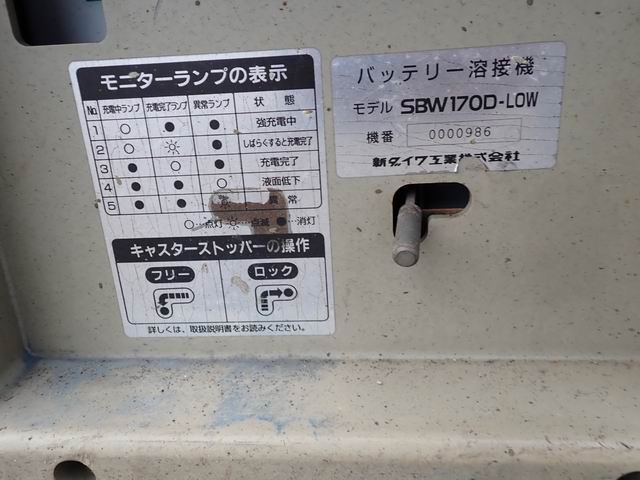 モニターランプの表示
No. 充電中ランプ 充電完了ランプ 異常ランプ 状態
1 ○ ● ● 強充電中
2 ○ ☼ ● しばらくすると充電完了
3 ● ○ ● 充電完了
4 ● ● ○ 液面低下
5 ● ● 異常
○…点灯 ☼…点滅 ●…消灯
キャスターストッパーの操作
フリー ロック
詳しくは、取扱説明書をお読みください。
バッテリー溶接機
モデル SBW170D-LOW
機番 0000986
新ダイワ工業株式会社